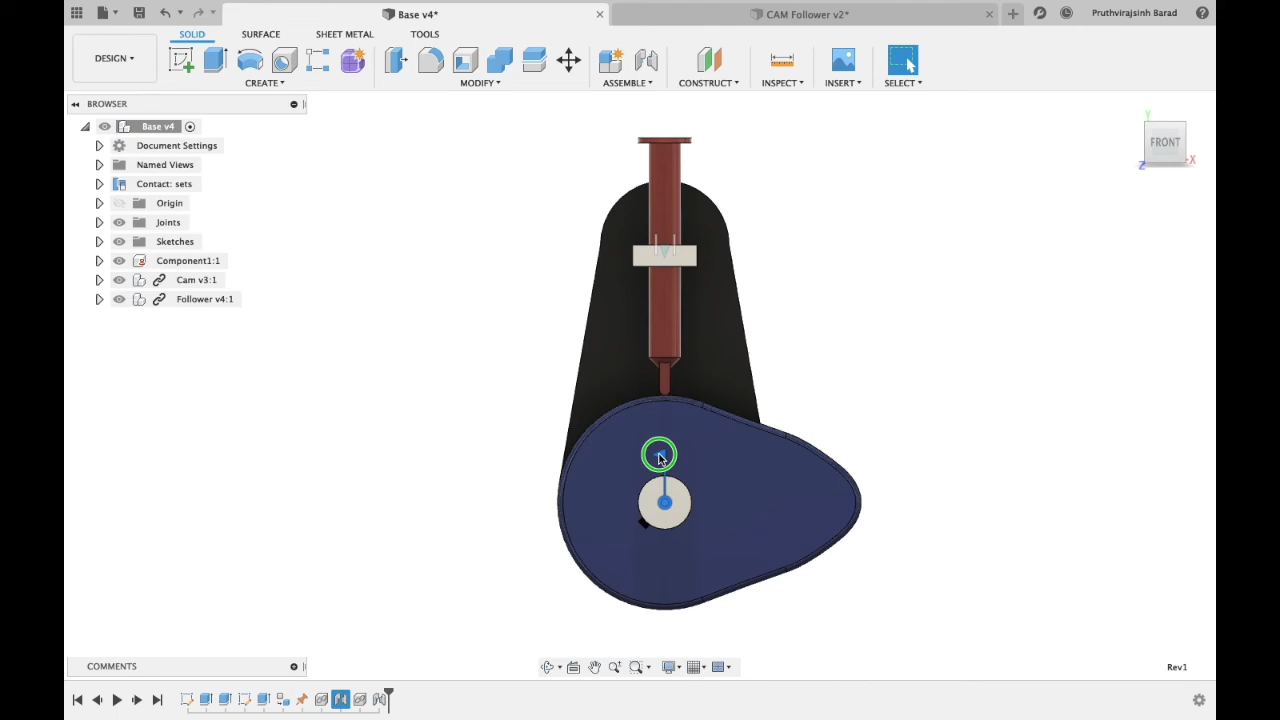 Base v4*
CAM Follower v2*
Pruthvirajsinh Barad
SOLID
SURFACE
SHEET METAL
TOOLS
DESIGN
CREATE
MODIFY
ASSEMBLE
CONSTRUCT
INSPECT
INSERT
SELECT
BROWSER
Base v4
Document Settings
Named Views
Contact: sets
Origin
Joints
Sketches
Component1:1
Cam v3:1
Follower v4:1
Y
FRONT
Z
X
COMMENTS
Rev1